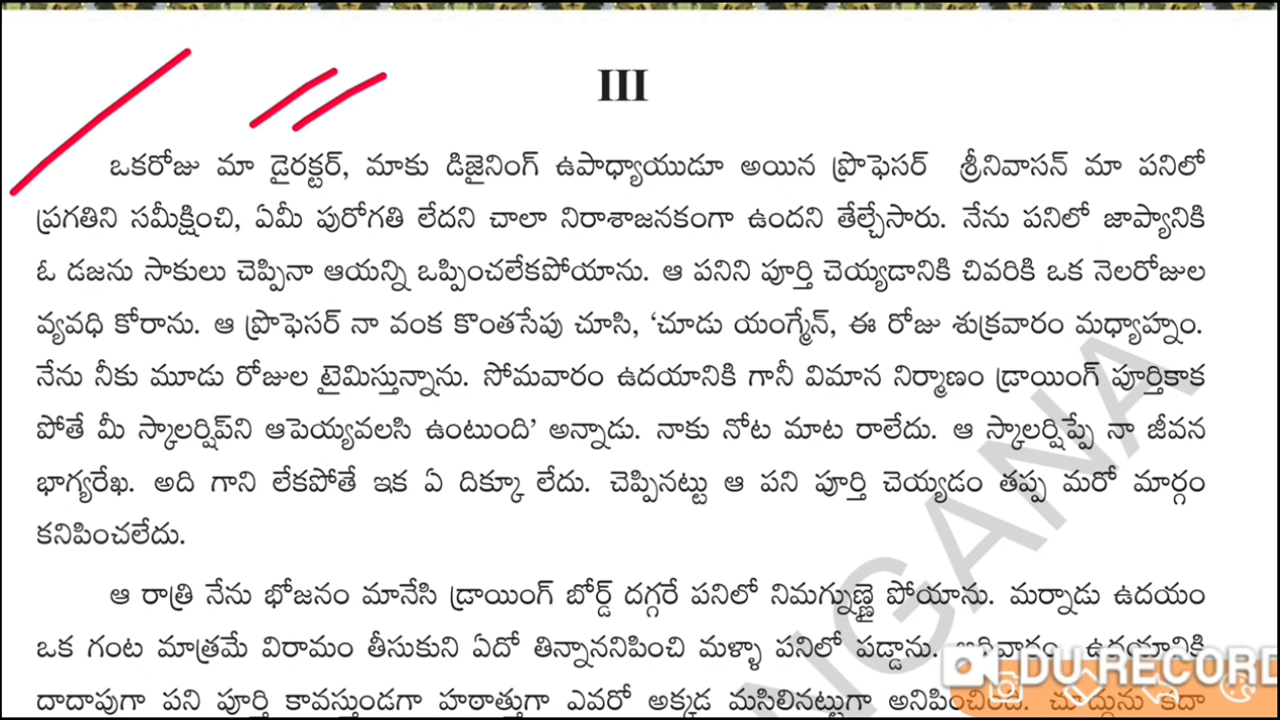 III
ఒకరోజు మా డైరక్టర్, మాకు డిజైనింగ్ ఉపాధ్యాయుడూ అయిన ప్రొఫెసర్ శ్రీనివాసన్ మా పనిలో
ప్రగతిని సమీక్షించి, ఏమీ పురోగతి లేదని చాలా నిరాశాజనకంగా ఉందని తేల్చేసారు. నేను పనిలో జాప్యానికి
ఓ డజను సాకులు చెప్పినా ఆయన్ని ఒప్పించలేకపోయాను. ఆ పనిని పూర్తి చెయ్యడానికి చివరికి ఒక నెలరోజుల
వ్యవధి కోరాను. ఆ ప్రొఫెసర్ నా వంక కొంతసేపు చూసి, ‘చూడు యంగ్మేన్, ఈ రోజు శుక్రవారం మధ్యాహ్నం.
నేను నీకు మూడు రోజుల టైమిస్తున్నాను. సోమవారం ఉదయానికి గానీ విమాన నిర్మాణం డ్రాయింగ్ పూర్తికాక
పోతే మీ స్కాలర్షిప్‌ని ఆపెయ్యవలసి ఉంటుంది’ అన్నాడు. నాకు నోట మాట రాలేదు. ఆ స్కాలర్షిప్పే నా జీవన
భాగ్యరేఖ. అది గాని లేకపోతే ఇక ఏ దిక్కూ లేదు. చెప్పినట్టు ఆ పని పూర్తి చెయ్యడం తప్ప మరో మార్గం
కనిపించలేదు.
ఆ రాత్రి నేను భోజనం మానేసి డ్రాయింగ్ బోర్డ్ దగ్గరే పనిలో నిమగ్నుణ్ణై పోయాను. మర్నాడు ఉదయం
ఒక గంట మాత్రమే విరామం తీసుకుని ఏదో తిన్నాననిపించి మళ్ళా పనిలో పడ్డాను. ఉదయానికి
దాదాపుగా పని పూర్తి కావస్తుండగా హఠాత్తుగా ఎవరో అక్కడ మసిలినట్టుగా
DU RECORD
NGANA